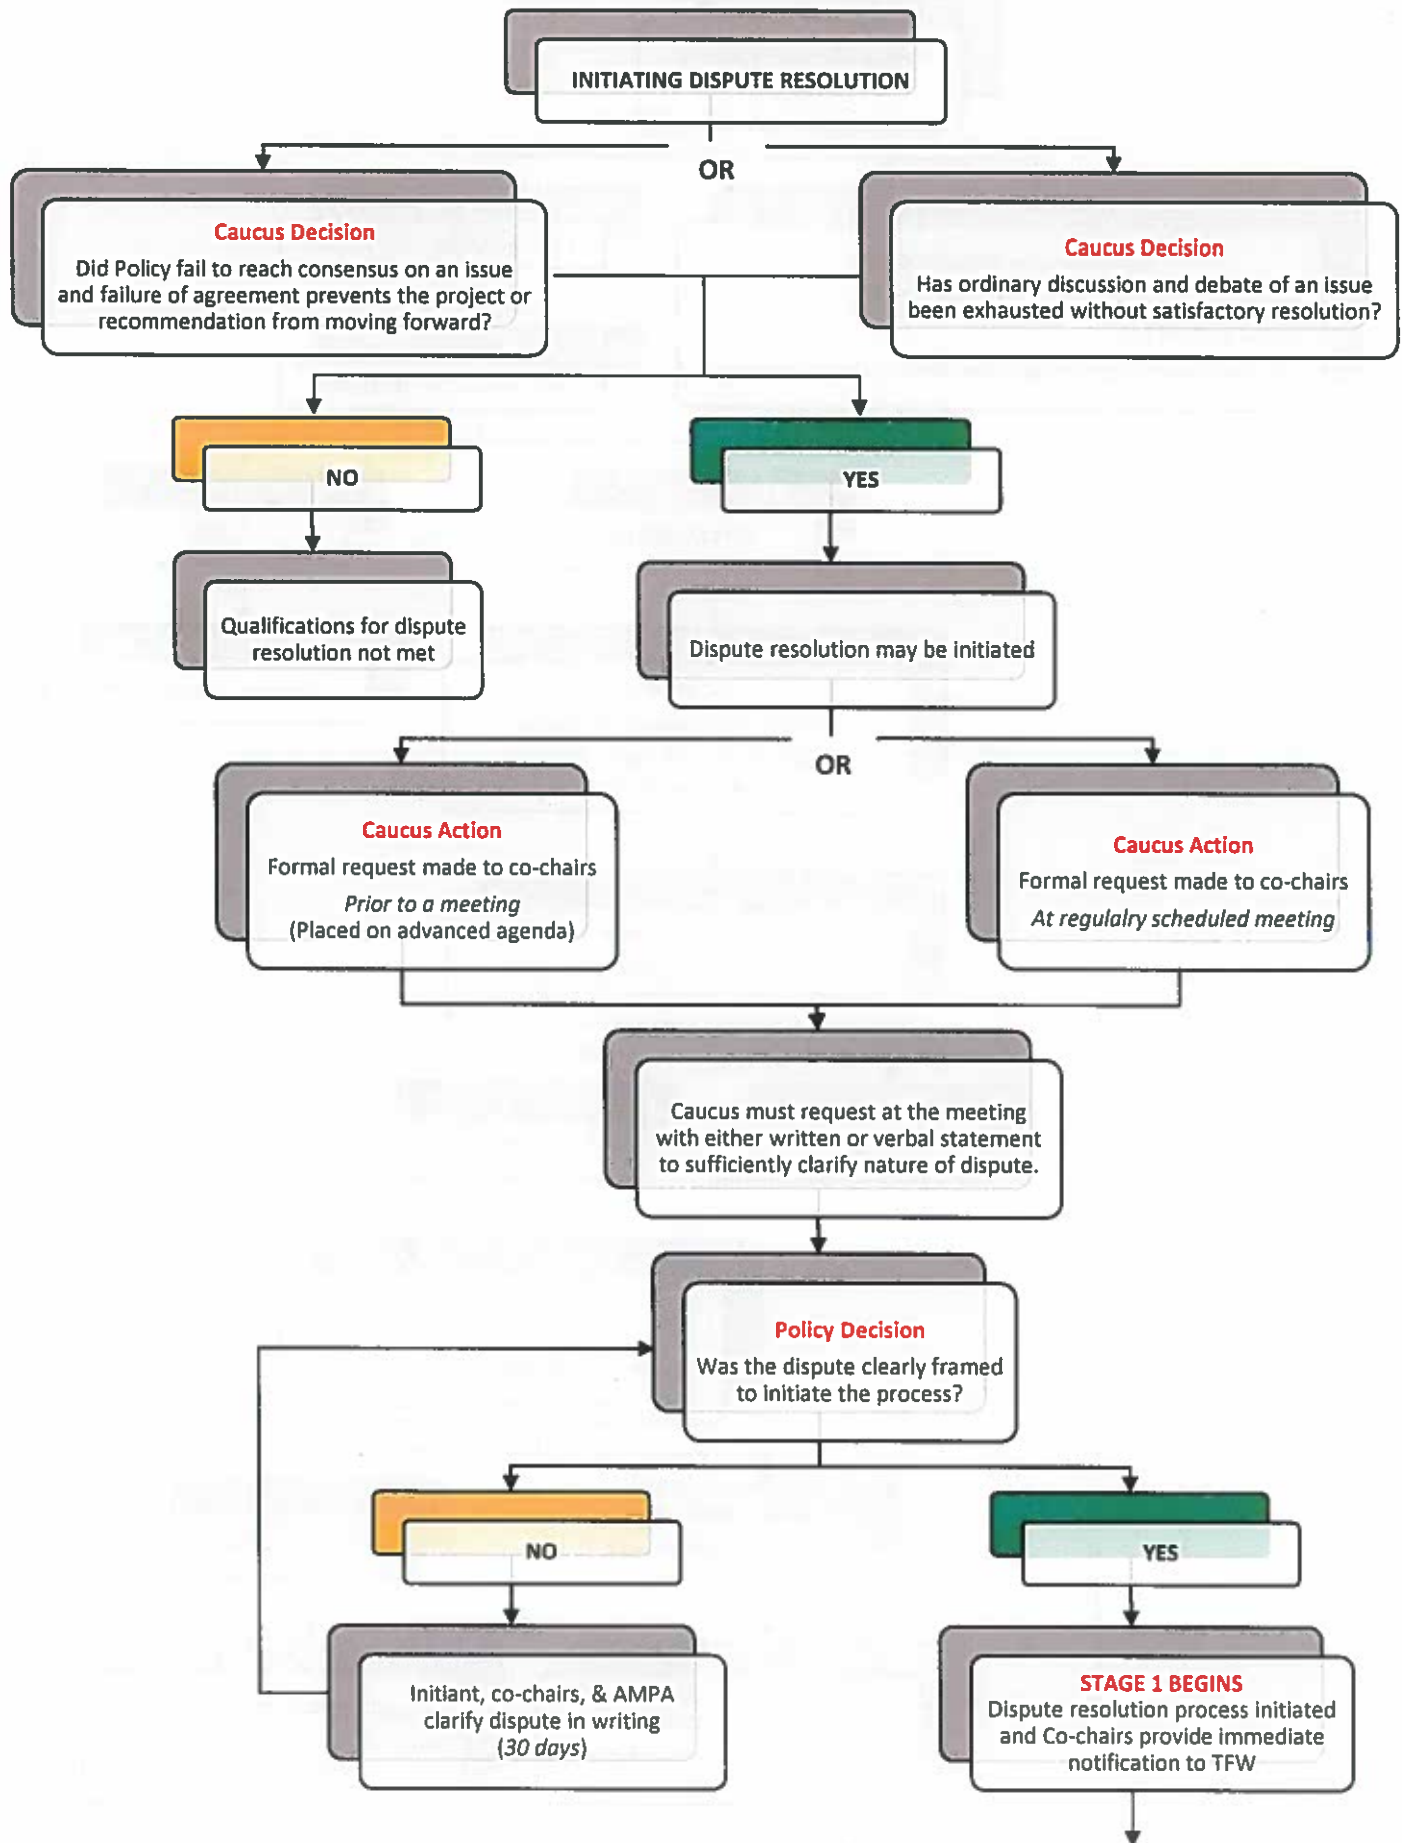 INITIATING DISPUTE RESOLUTION
OR
Caucus Decision
Did Policy fail to reach consensus on an issue
and failure of agreement prevents the project or
recommendation from moving forward?
Caucus Decision
Has ordinary discussion and debate of an issue
been exhausted without satisfactory resolution?
NO
YES
Qualifications for dispute
resolution not met
Dispute resolution may be initiated
OR
Caucus Action
Formal request made to co-chairs
Prior to a meeting
(Placed on advanced agenda)
Caucus Action
Formal request made to co-chairs
At regulalry scheduled meeting
Caucus must request at the meeting
with either written or verbal statement
to sufficiently clarify nature of dispute.
Policy Decision
Was the dispute clearly framed
to initiate the process?
NO
YES
Initiant, co-chairs, & AMPA
clarify dispute in writing
(30 days)
STAGE 1 BEGINS
Dispute resolution process initiated
and Co-chairs provide immediate
notification to TFW